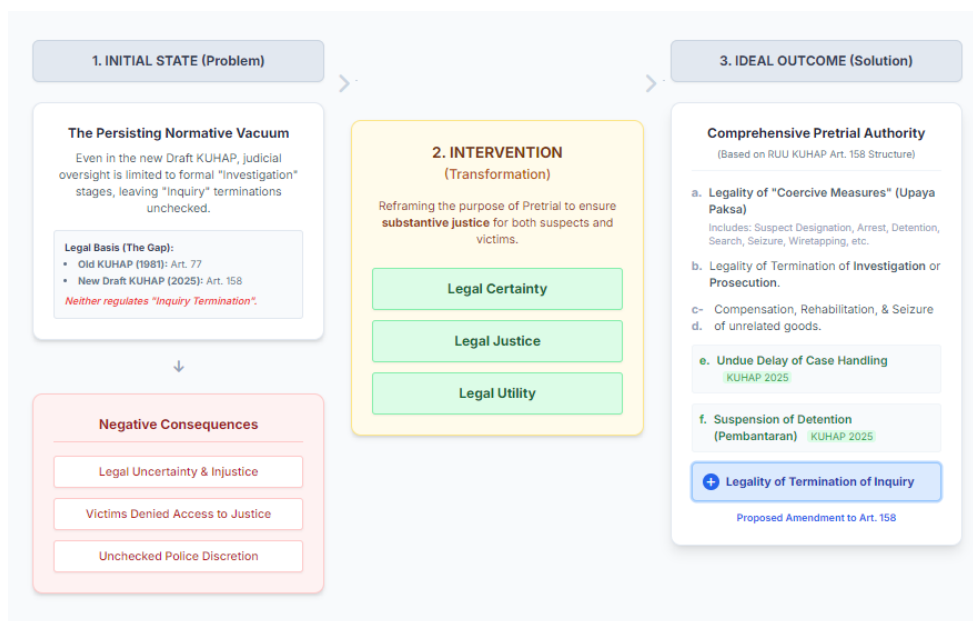 1. INITIAL STATE (Problem)
The Persisting Normative Vacuum
Even in the new Draft KUHAP, judicial
oversight is limited to formal "Investigation"
stages, leaving "Inquiry" terminations
unchecked.
Legal Basis (The Gap):
• Old KUHAP (1981): Art. 77
• New Draft KUHAP (2025): Art. 158
Neither regulates "Inquiry Termination".
Negative Consequences
Legal Uncertainty & Injustice
Victims Denied Access to Justice
Unchecked Police Discretion
2. INTERVENTION
(Transformation)
Reframing the purpose of Pretrial to ensure
substantive justice for both suspects and
victims.
Legal Certainty
Legal Justice
Legal Utility
3. IDEAL OUTCOME (Solution)
Comprehensive Pretrial Authority
(Based on RUU KUHAP Art. 158 Structure)
a. Legality of "Coercive Measures" (Upaya
Paksa)
Includes: Suspect Designation, Arrest, Detention,
Search, Seizure, Wiretapping, etc.
b. Legality of Termination of Investigation or
Prosecution.
c- Compensation, Rehabilitation, & Seizure
d. of unrelated goods.
e. Undue Delay of Case Handling
KUHAP 2025
f. Suspension of Detention
(Pembantaran) KUHAP 2025
+ Legality of Termination of Inquiry
Proposed Amendment to Art. 158